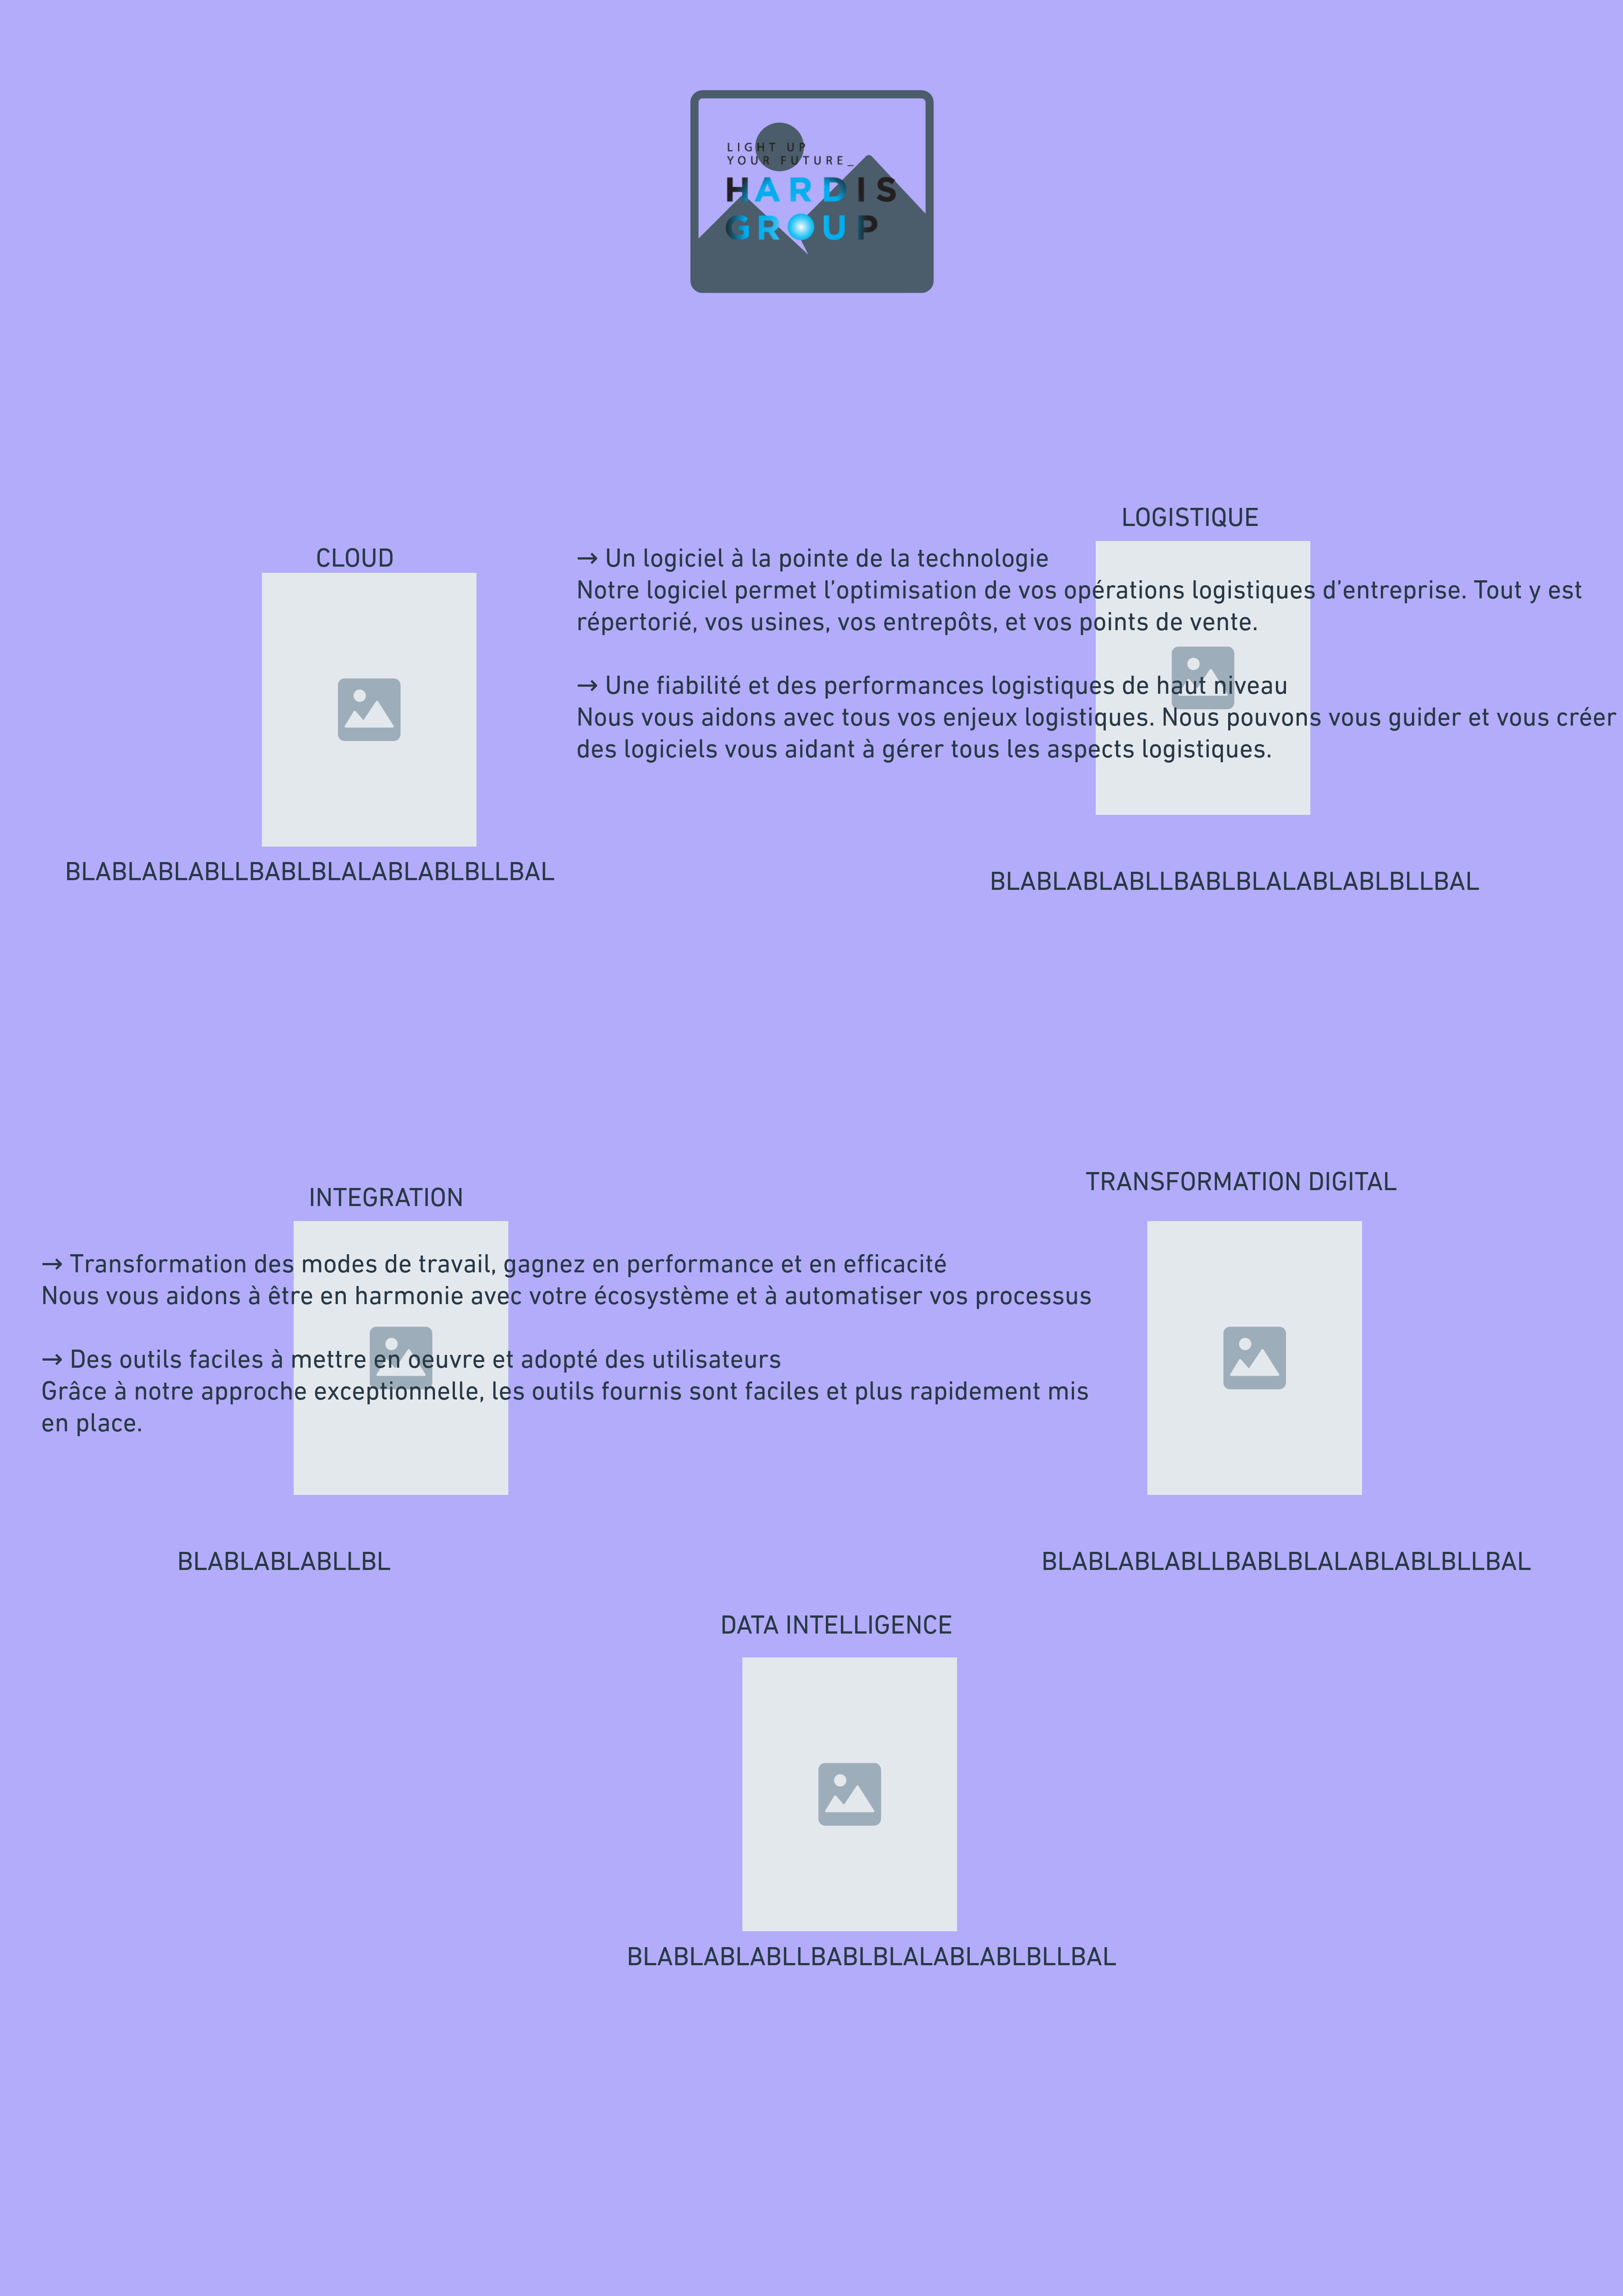 LIGHT UP
YOUR FUTURE_
HARDIS
GROUP
CLOUD
BLABLABLABLLBABLBLALABLABLBLLBAL
LOGISTIQUE
→ Un logiciel à la pointe de la technologie
Notre logiciel permet l’optimisation de vos opérations logistiques d’entreprise. Tout y est
répertorié, vos usines, vos entrepôts, et vos points de vente.
→ Une fiabilité et des performances logistiques de haut niveau
Nous vous aidons avec tous vos enjeux logistiques. Nous pouvons vous guider et vous créer
des logiciels vous aidant à gérer tous les aspects logistiques.
BLABLABLABLLBABLBLALABLABLBLLBAL
INTEGRATION
→ Transformation des modes de travail, gagnez en performance et en efficacité
Nous vous aidons à être en harmonie avec votre écosystème et à automatiser vos processus
→ Des outils faciles à mettre en oeuvre et adopté des utilisateurs
Grâce à notre approche exceptionnelle, les outils fournis sont faciles et plus rapidement mis
en place.
BLABLABLABLLBL
TRANSFORMATION DIGITAL
BLABLABLABLLBABLBLALABLABLBLLBAL
DATA INTELLIGENCE
BLABLABLABLLBABLBLALABLABLBLLBAL